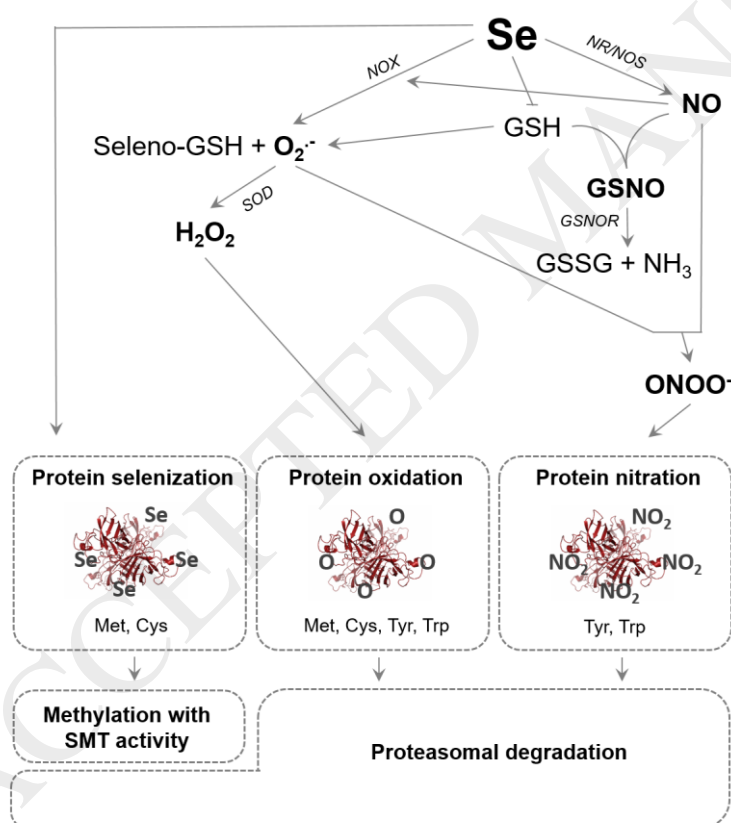 Se
NOX
NR/NOS
NO
GSH
Seleno-GSH + O₂·⁻
SOD
GSNO
H₂O₂
GSNOR
GSSG + NH₃
ONOO⁻
Protein selenization
Protein oxidation
Protein nitration
Se
Se
Se
Se
O
O
O
O
NO₂
NO₂
NO₂
NO₂
Met, Cys
Met, Cys, Tyr, Trp
Tyr, Trp
Methylation with
SMT activity
Proteasomal degradation
ACCEPTED MAN